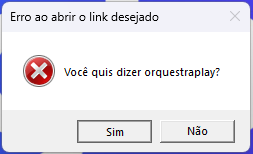 Erro ao abrir o link desejado
Você quis dizer orquestraplay?
Sim
Não